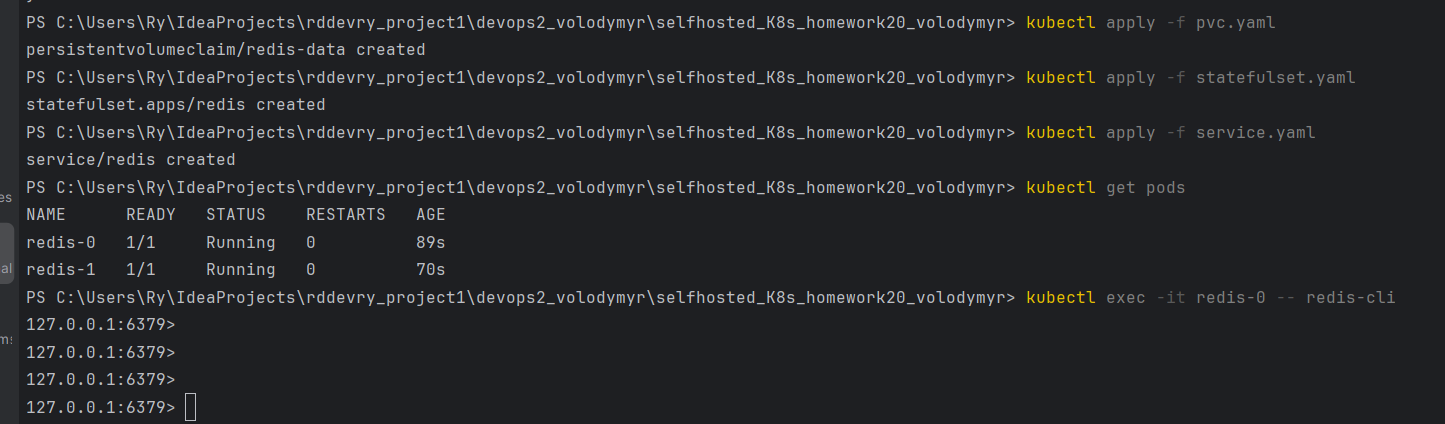 PS C:\Users\Ry\IdeaProjects\rddevry_project1\devops2_volodymyr\selfhosted_K8s_homework20_volodymyr> kubectl apply -f pvc.yaml
persistentvolumeclaim/redis-data created
PS C:\Users\Ry\IdeaProjects\rddevry_project1\devops2_volodymyr\selfhosted_K8s_homework20_volodymyr> kubectl apply -f statefulset.yaml
statefulset.apps/redis created
PS C:\Users\Ry\IdeaProjects\rddevry_project1\devops2_volodymyr\selfhosted_K8s_homework20_volodymyr> kubectl apply -f service.yaml
service/redis created
PS C:\Users\Ry\IdeaProjects\rddevry_project1\devops2_volodymyr\selfhosted_K8s_homework20_volodymyr> kubectl get pods
NAME      READY   STATUS    RESTARTS   AGE
redis-0   1/1     Running   0          89s
redis-1   1/1     Running   0          70s
PS C:\Users\Ry\IdeaProjects\rddevry_project1\devops2_volodymyr\selfhosted_K8s_homework20_volodymyr> kubectl exec -it redis-0 -- redis-cli
127.0.0.1:6379>
127.0.0.1:6379>
127.0.0.1:6379>
127.0.0.1:6379>